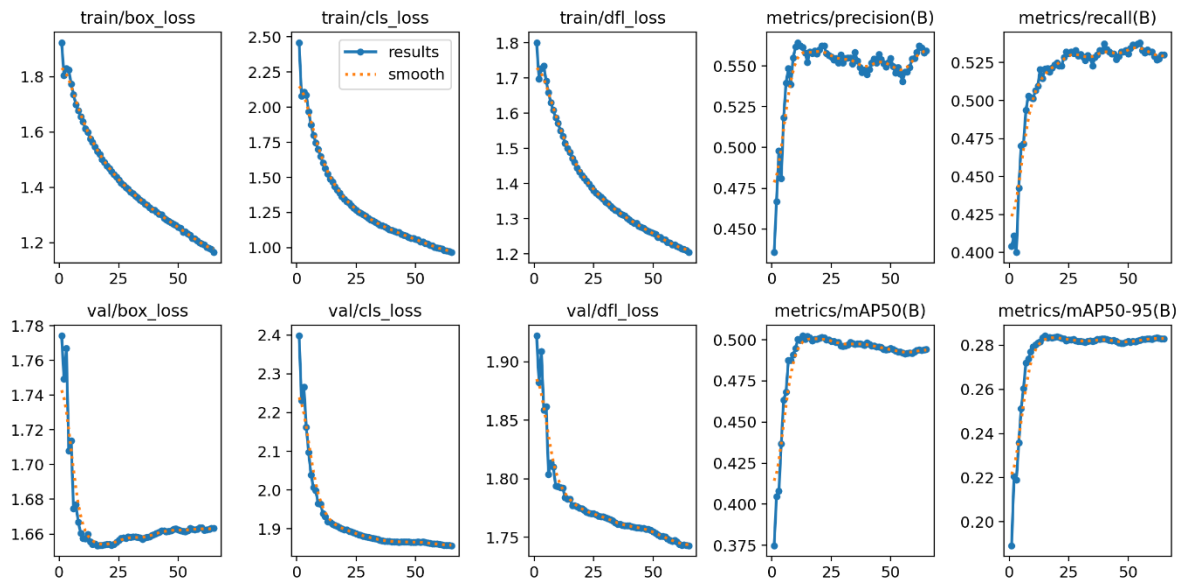 train/box_loss
1.8
1.6
1.4
1.2
0 25 50
train/cls_loss
2.50
2.25
2.00
1.75
1.50
1.25
1.00
0 25 50
results
smooth
train/dfl_loss
1.8
1.7
1.6
1.5
1.4
1.3
1.2
0 25 50
metrics/precision(B)
0.550
0.525
0.500
0.475
0.450
0 25 50
metrics/recall(B)
0.525
0.500
0.475
0.450
0.425
0.400
0 25 50
val/box_loss
1.78
1.76
1.74
1.72
1.70
1.68
1.66
0 25 50
val/cls_loss
2.4
2.3
2.2
2.1
2.0
1.9
0 25 50
val/dfl_loss
1.90
1.85
1.80
1.75
0 25 50
metrics/mAP50(B)
0.500
0.475
0.450
0.425
0.400
0.375
0 25 50
metrics/mAP50-95(B)
0.28
0.26
0.24
0.22
0.20
0 25 50